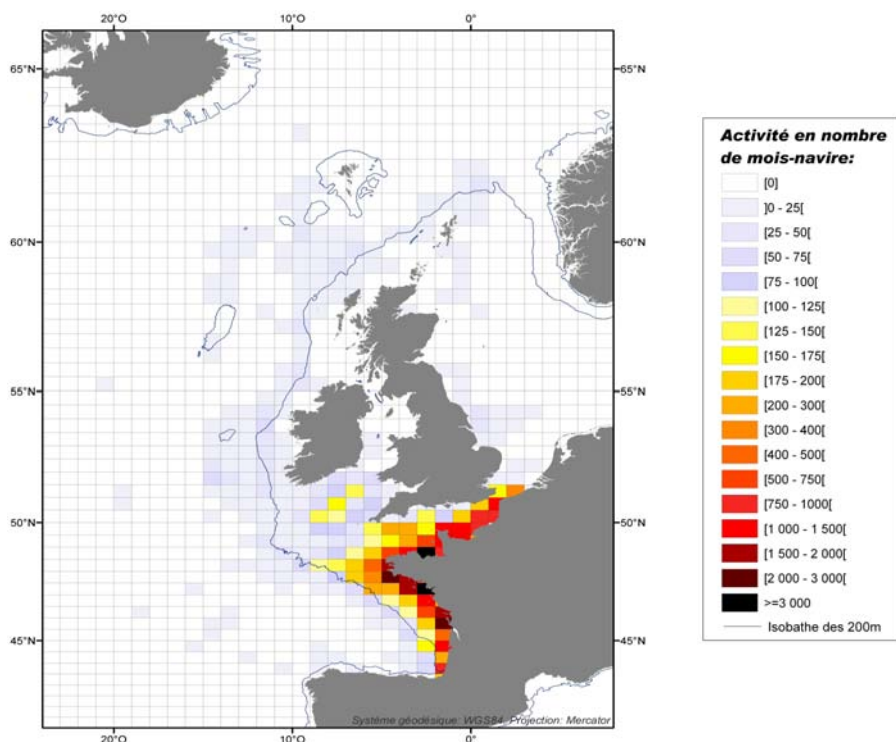 20°O 10°O 0°
65°N 65°N
60°N 60°N
55°N 55°N
50°N 50°N
45°N 45°N
Système géodésique: WGS84, Projection: Mercator
20°O 10°O 0°
Activité en nombre
de mois-navire:
[0]
]0 - 25[
[25 - 50[
[50 - 75[
[75 - 100[
[100 - 125[
[125 - 150[
[150 - 175[
[175 - 200[
[200 - 300[
[300 - 400[
[400 - 500[
[500 - 750[
[750 - 1000[
[1 000 - 1 500[
[1 500 - 2 000[
[2 000 - 3 000[
>=3 000
Isobathe des 200m